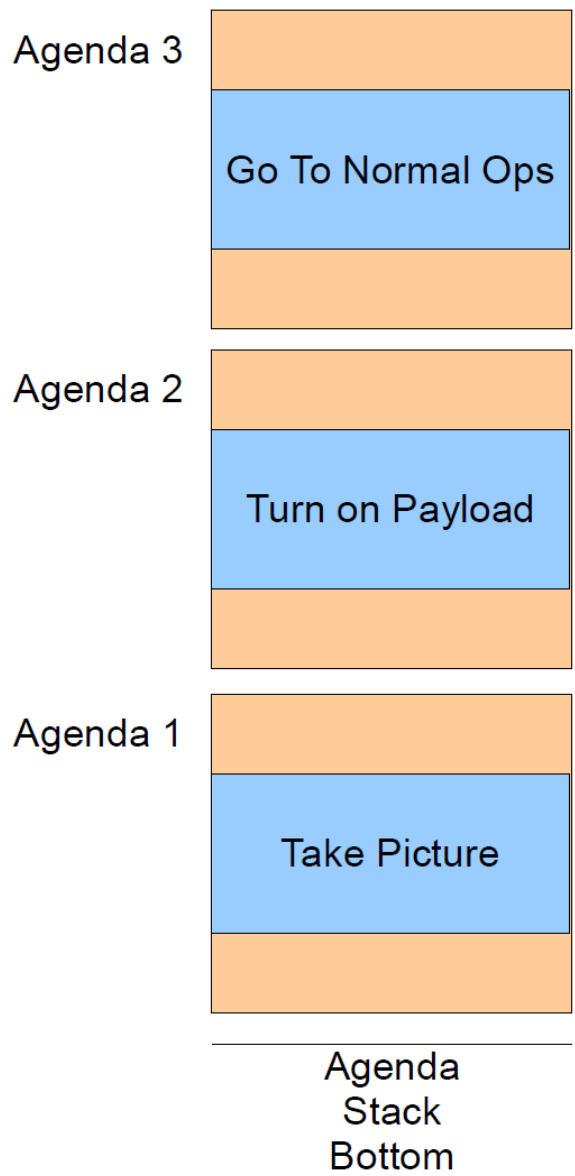 Agenda 3
Go To Normal Ops
Agenda 2
Turn on Payload
Agenda 1
Take Picture
Agenda
Stack
Bottom